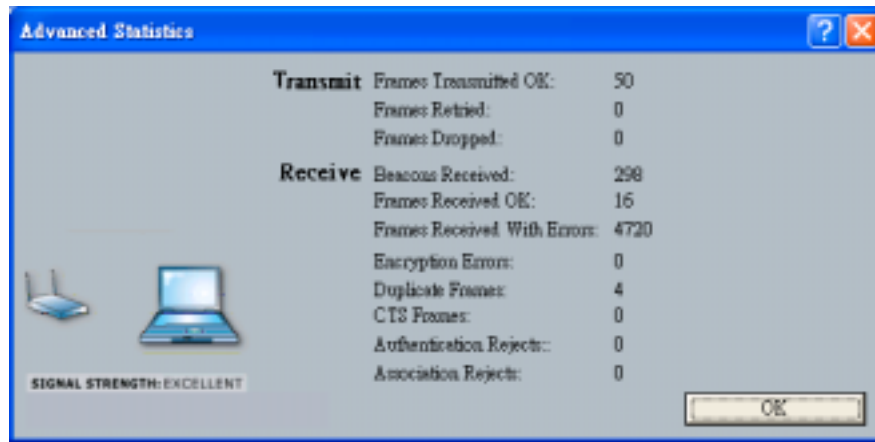 Advanced Statistics
Transmit Frames Transmitted OK: 50
Frames Retried: 0
Frames Dropped: 0
Receive Beacons Received: 298
Frames Received OK: 16
Frames Received With Errors: 4720
Encryption Errors: 0
Duplicate Frames: 4
CTS Frames: 0
Authentication Rejects:: 0
Association Rejects: 0
SIGNAL STRENGTH: EXCELLENT
OK